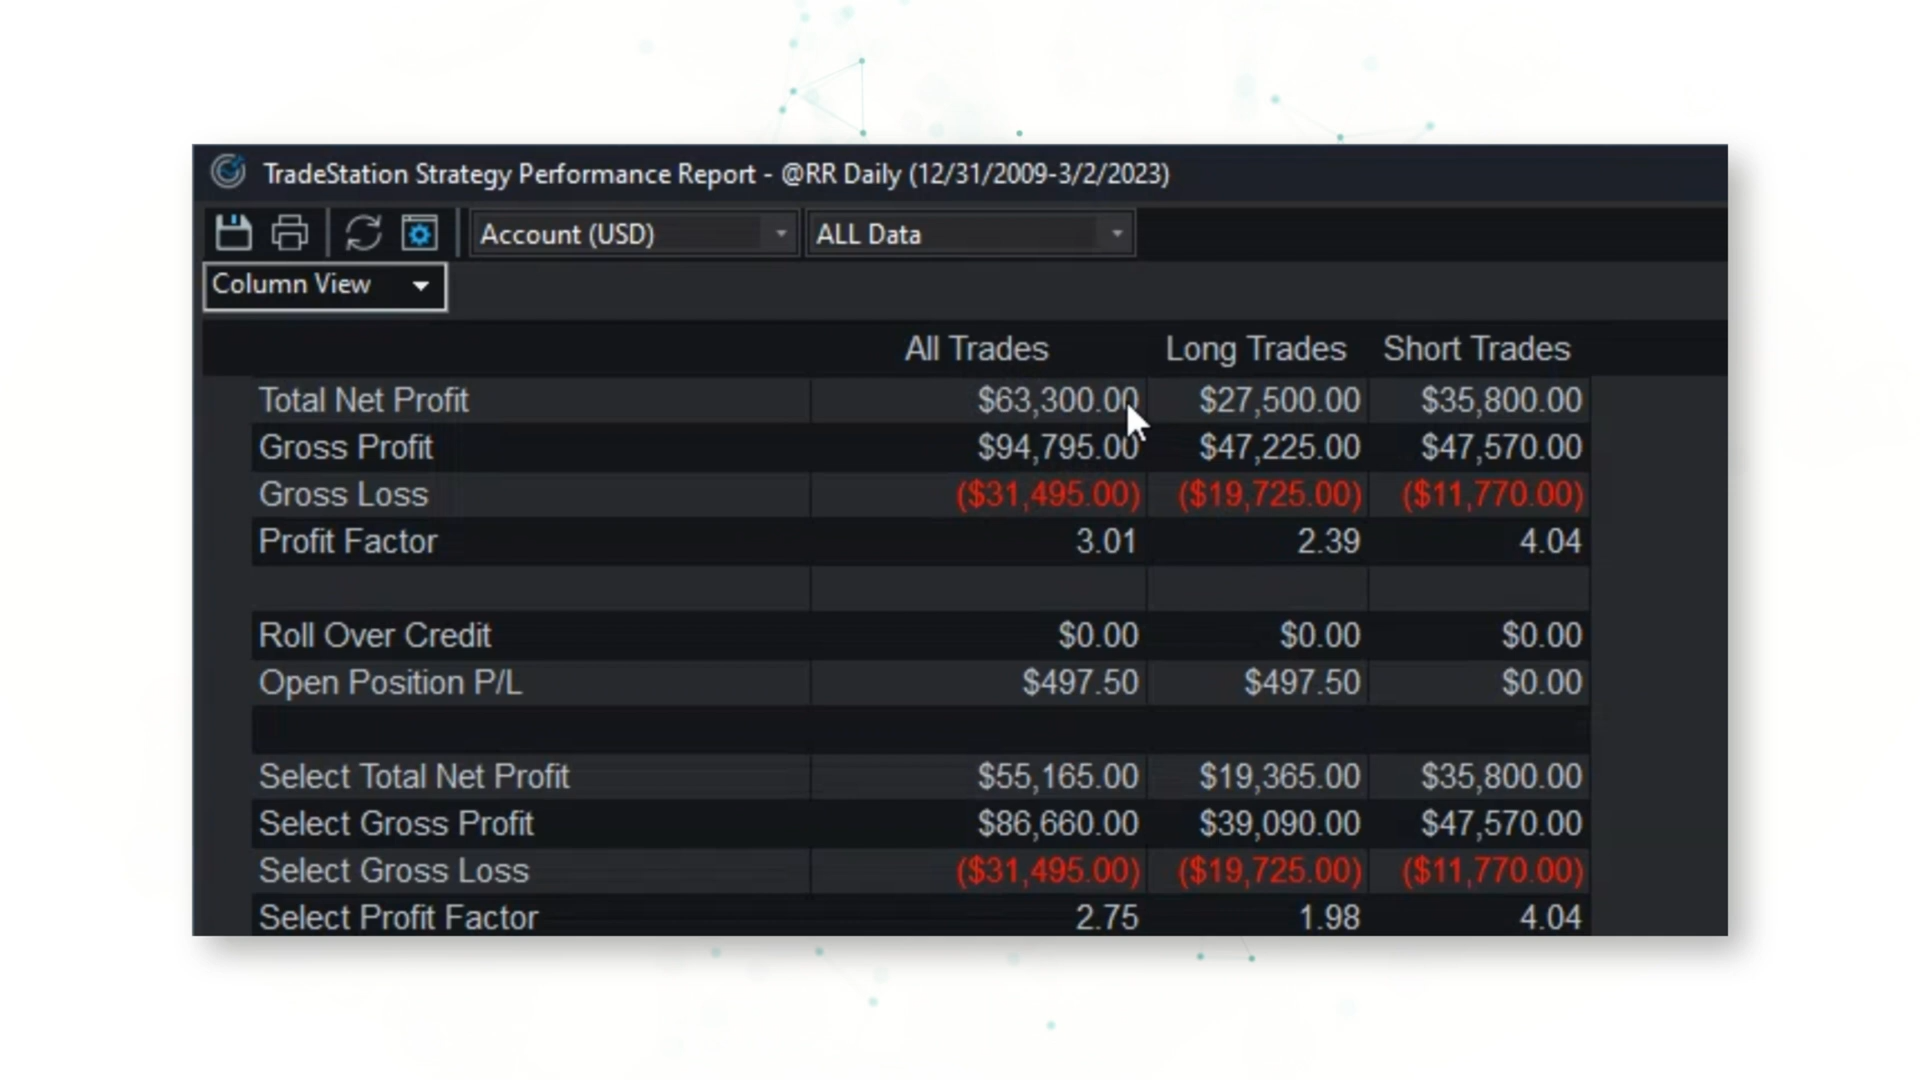 TradeStation Strategy Performance Report - @RR Daily (12/31/2009-3/2/2023)
Account (USD) ALL Data
Column View
All Trades Long Trades Short Trades
Total Net Profit $63,300.00 $27,500.00 $35,800.00
Gross Profit $94,795.00 $47,225.00 $47,570.00
Gross Loss ($31,495.00) ($19,725.00) ($11,770.00)
Profit Factor 3.01 2.39 4.04
Roll Over Credit $0.00 $0.00 $0.00
Open Position P/L $497.50 $497.50 $0.00
Select Total Net Profit $55,165.00 $19,365.00 $35,800.00
Select Gross Profit $86,660.00 $39,090.00 $47,570.00
Select Gross Loss ($31,495.00) ($19,725.00) ($11,770.00)
Select Profit Factor 2.75 1.98 4.04